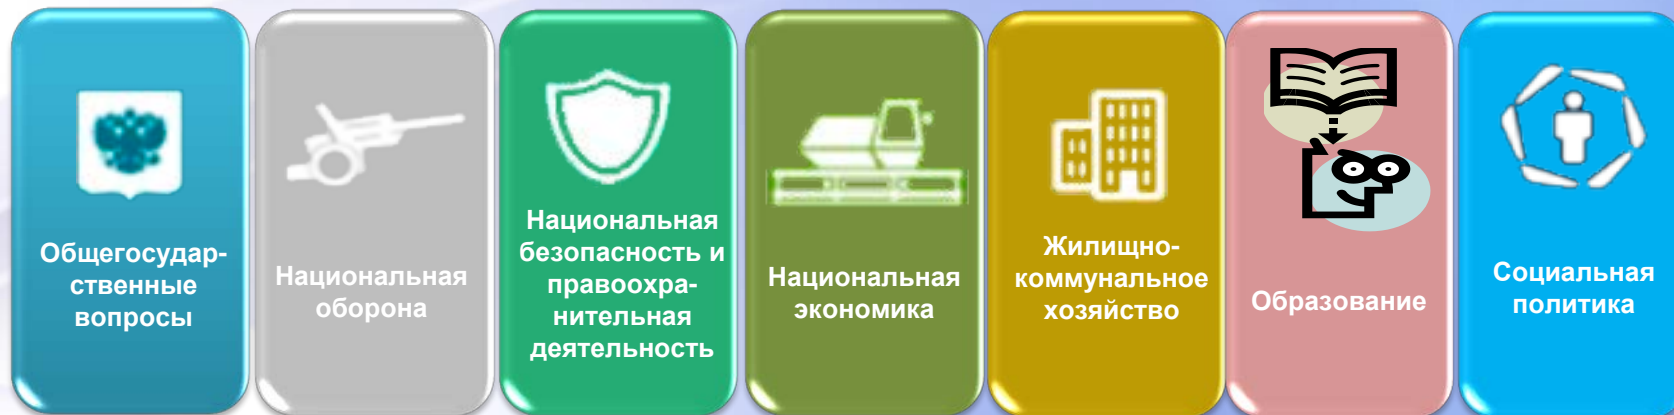 Общегосудар-
ственные
вопросы
Национальная
оборона
Национальная
безопасность и
правоохра-
нительная
деятельность
Национальная
экономика
Жилищно-
коммунальное
хозяйство
Образование
Социальная
политика